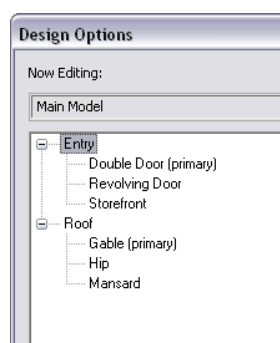 Design Options
Now Editing:
Main Model
Entry
Double Door (primary)
Revolving Door
Storefront
Roof
Gable (primary)
Hip
Mansard